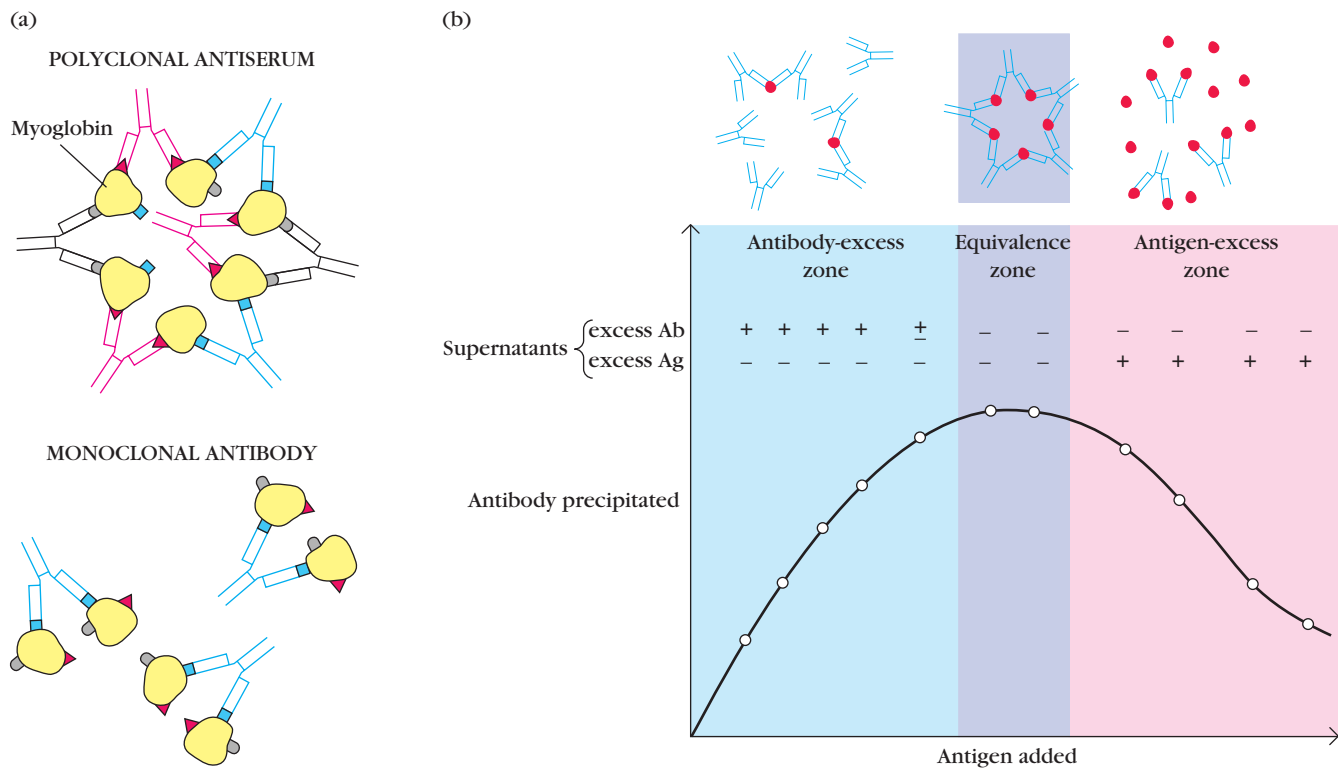 (a)
POLYCLONAL ANTISERUM
Myoglobin
MONOCLONAL ANTIBODY
(b)
Antibody-excess
zone
Equivalence
zone
Antigen-excess
zone
Supernatants
excess Ab + + + + ± – – – – – –
excess Ag – – – – – – – + + + +
Antibody precipitated
Antigen added